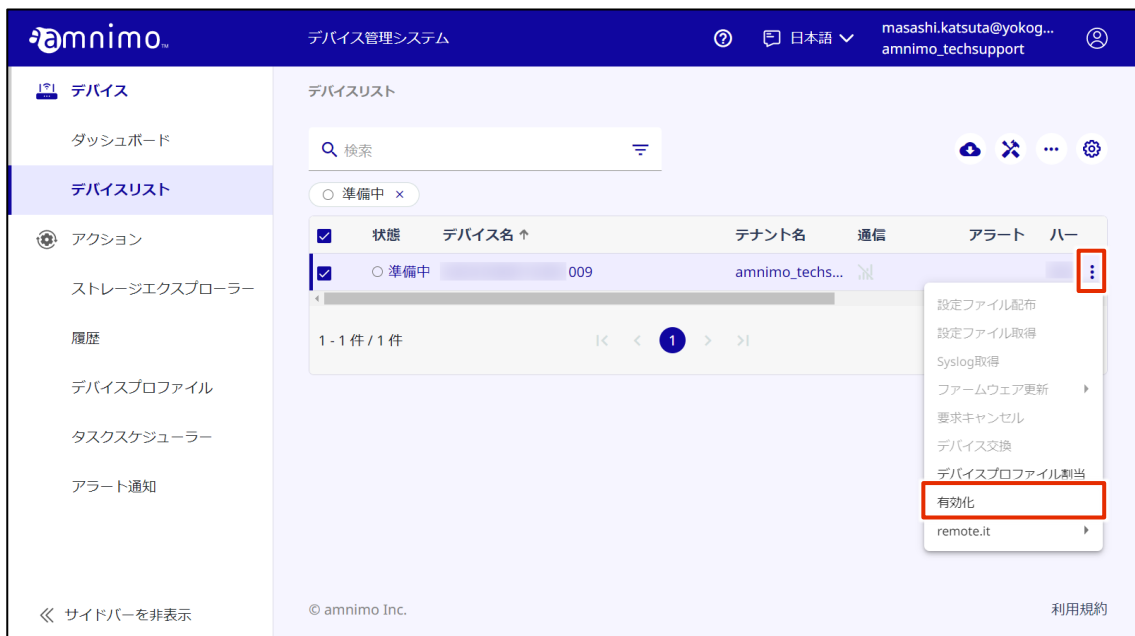 amnimo™
デバイス管理システム
日本語
masashi.katsuta@yokog...
amnimo_techsupport
デバイス
ダッシュボード
デバイスリスト
アクション
ストレージエクスプローラー
履歴
デバイスプロファイル
タスクスケジューラー
アラート通知
サイドバーを非表示
デバイスリスト
検索
準備中 ×
状態 デバイス名 ↑ テナント名 通信 アラート ハー
準備中 009 amnimo_techs...
1 - 1 件 / 1 件
1
設定ファイル配布
設定ファイル取得
Syslog取得
ファームウェア更新
要求キャンセル
デバイス交換
デバイスプロファイル割当
有効化
remote.it
© amnimo Inc.
利用規約